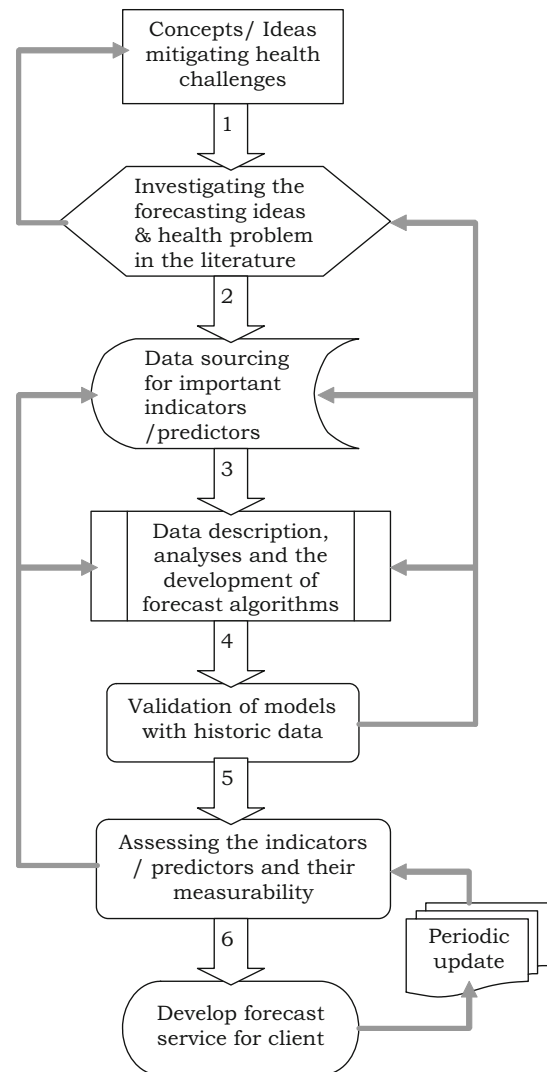 Concepts/ Ideas
mitigating health
challenges
1
Investigating the
forecasting ideas
& health problem
in the literature
2
Data sourcing
for important
indicators
/predictors
3
Data description,
analyses and the
development of
forecast algorithms
4
Validation of models
with historic data
5
Assessing the indicators
/ predictors and their
measurability
6
Periodic
update
Develop forecast
service for client